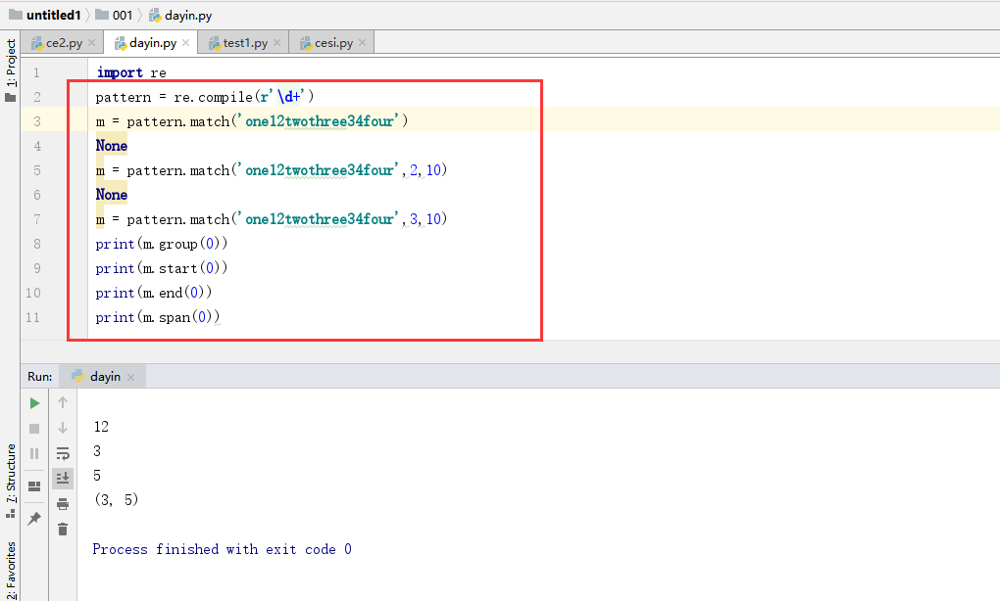 untitled1 001 dayin.py
ce2.py dayin.py test1.py cesi.py
1: Project
1 import re
2 pattern = re.compile(r'\d+')
3 m = pattern.match('one12twothree34four')
4 None
5 m = pattern.match('one12twothree34four',2,10)
6 None
7 m = pattern.match('one12twothree34four',3,10)
8 print(m.group(0))
9 print(m.start(0))
10 print(m.end(0))
11 print(m.span(0))
Run: dayin
12
3
5
(3, 5)
Process finished with exit code 0
7: Structure
2: Favorites